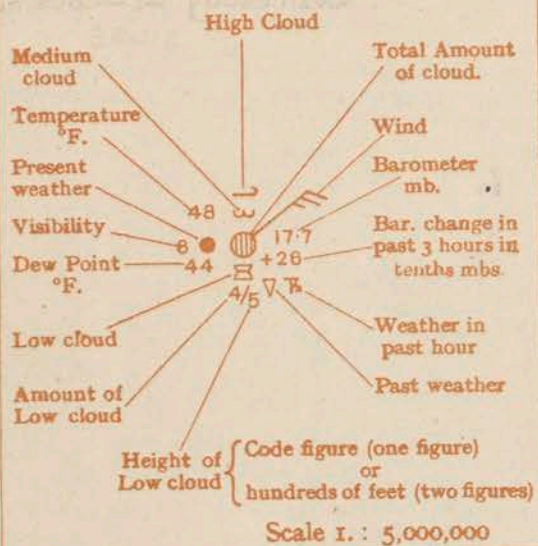 High Cloud
Medium
cloud
Total Amount
of cloud.
Temperature
°F.
Wind
Present
weather
Barometer
mb.
48
Visibility
8
17.7
Bar. change in
past 3 hours in
tenths mbs.
Dew Point
°F.
44
+26
4/5
Low cloud
Weather in
past hour
Amount of
Low cloud
Past weather
Height of
Low cloud
Code figure (one figure)
or
hundreds of feet (two figures)
Scale 1. : 5,000,000